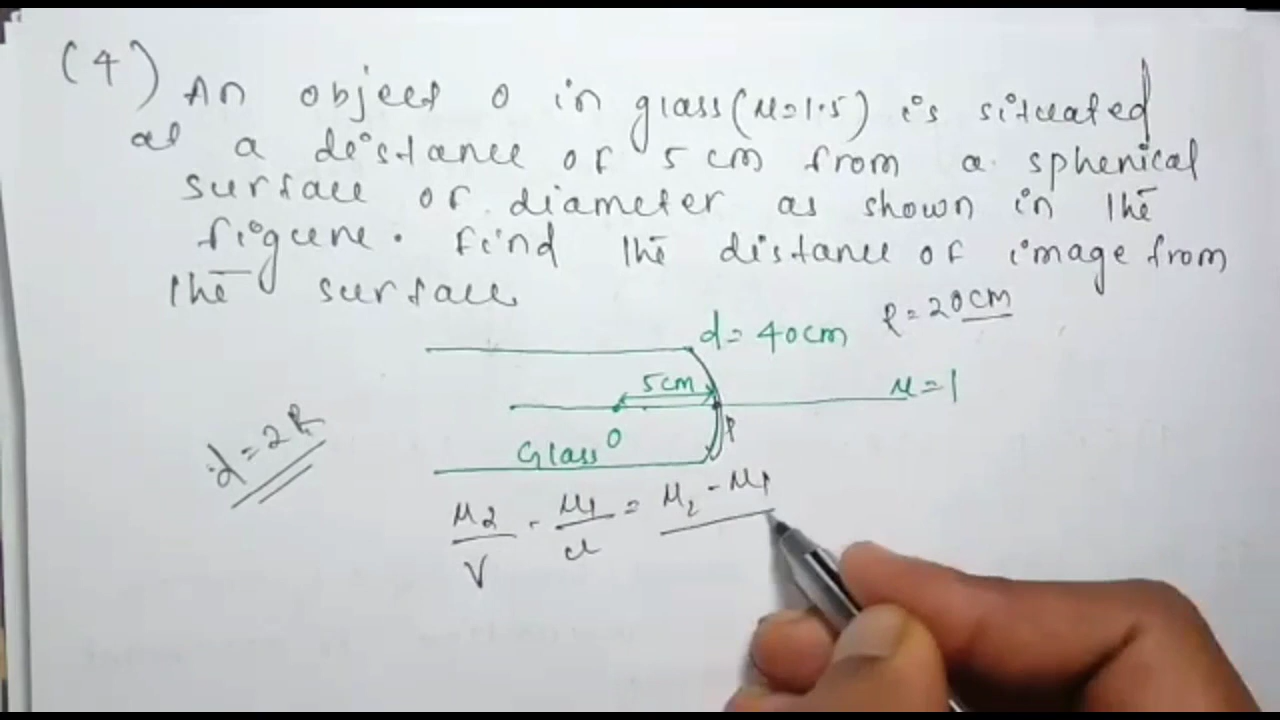 (4) An object O in glass (μ=1.5) is situated
at a distance of 5 cm from a spherical
surface of diameter as shown in the
figure. Find the distance of image from
the surface
d = 40cm R = 20cm
5cm μ = 1
d = 2R
Glass O P
μ2/V - μ1/u = μ2 - μ1